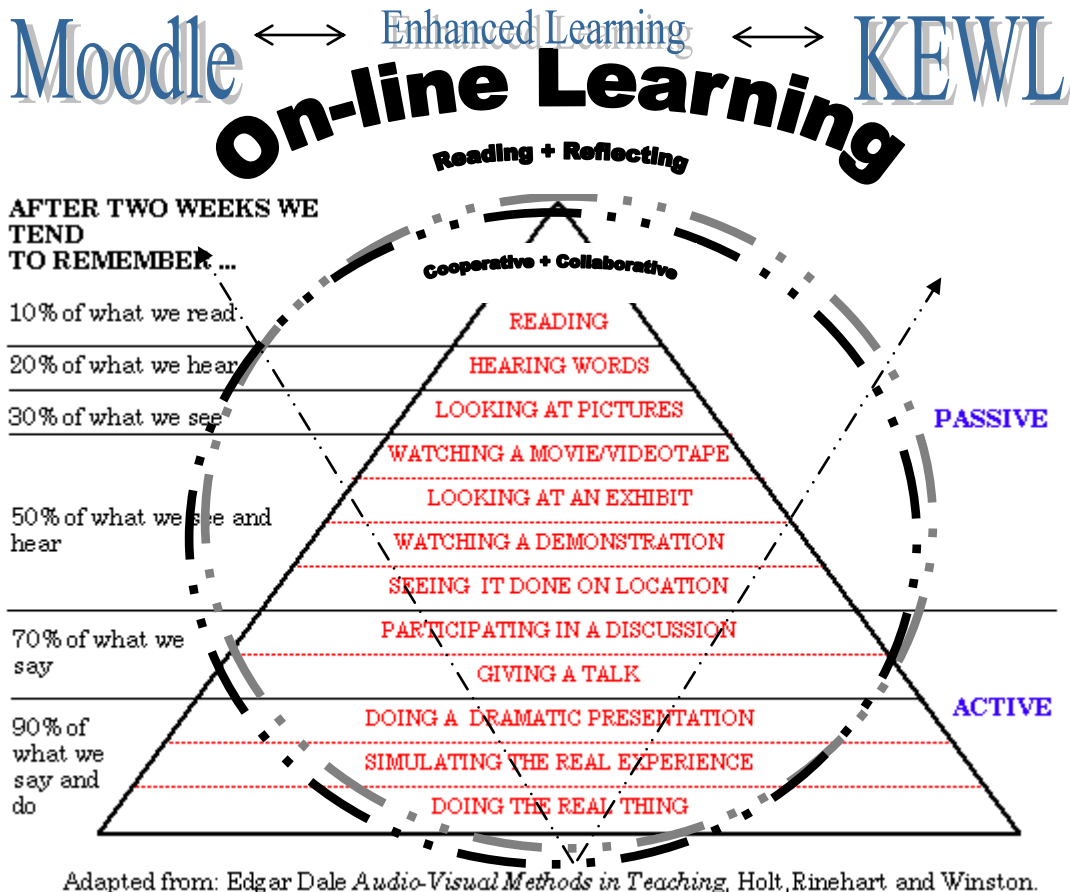 Moodle
Enhanced Learning
KEWL
On-line Learning
Reading + Reflecting
AFTER TWO WEEKS WE
TEND
TO REMEMBER ...
Cooperative + Collaborative
10% of what we read
READING
20% of what we hear
HEARING WORDS
30% of what we see
LOOKING AT PICTURES
PASSIVE
WATCHING A MOVIE/VIDEOTAPE
LOOKING AT AN EXHIBIT
50% of what we see and
hear
WATCHING A DEMONSTRATION
SEEING IT DONE ON LOCATION
70% of what we
say
PARTICIPATING IN A DISCUSSION
GIVING A TALK
ACTIVE
90% of
what we
say and
do
DOING A DRAMATIC PRESENTATION
SIMULATING THE REAL EXPERIENCE
DOING THE REAL THING
Adapted from: Edgar Dale Audio-Visual Methods in Teaching, Holt, Rinehart and Winston.